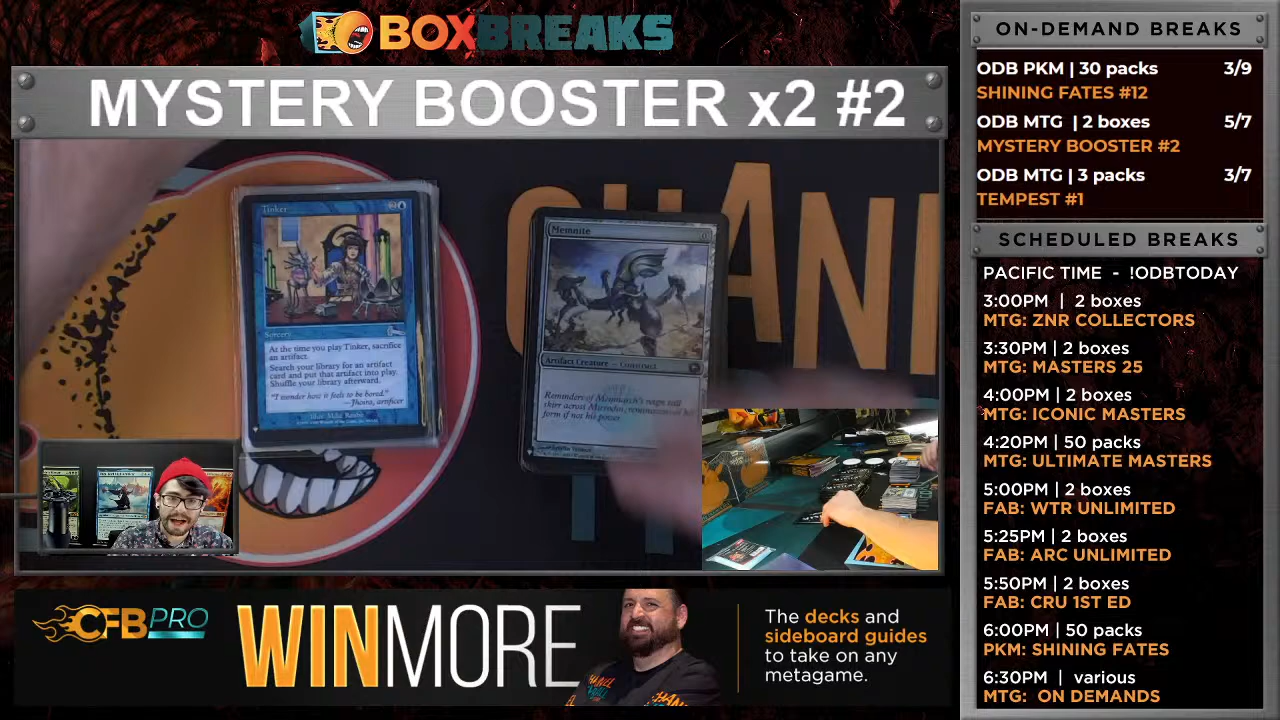 BOXBREAKS
MYSTERY BOOSTER x2 #2
Tinker
Sorcery
At the time you play Tinker, sacrifice
an artifact.
Search your library for an artifact
card and put that artifact into play.
Shuffle your library afterward.
"I wonder how it feels to be bored."
—Jhoira, artificer
Memnite
Artifact Creature — Construct
Reminders of Memnarch's reign still
CHANN
CFBPRO
WINMORE
The decks and
sideboard guides
to take on any
metagame.
ON-DEMAND BREAKS
ODB PKM | 30 packs 3/9
SHINING FATES #12
ODB MTG | 2 boxes 5/7
MYSTERY BOOSTER #2
ODB MTG | 3 packs 3/7
TEMPEST #1
SCHEDULED BREAKS
PACIFIC TIME - !ODBTODAY
3:00PM | 2 boxes
MTG: ZNR COLLECTORS
3:30PM | 2 boxes
MTG: MASTERS 25
4:00PM | 2 boxes
MTG: ICONIC MASTERS
4:20PM | 50 packs
MTG: ULTIMATE MASTERS
5:00PM | 2 boxes
FAB: WTR UNLIMITED
5:25PM | 2 boxes
FAB: ARC UNLIMITED
5:50PM | 2 boxes
FAB: CRU 1ST ED
6:00PM | 50 packs
PKM: SHINING FATES
6:30PM | various
MTG: ON DEMANDS